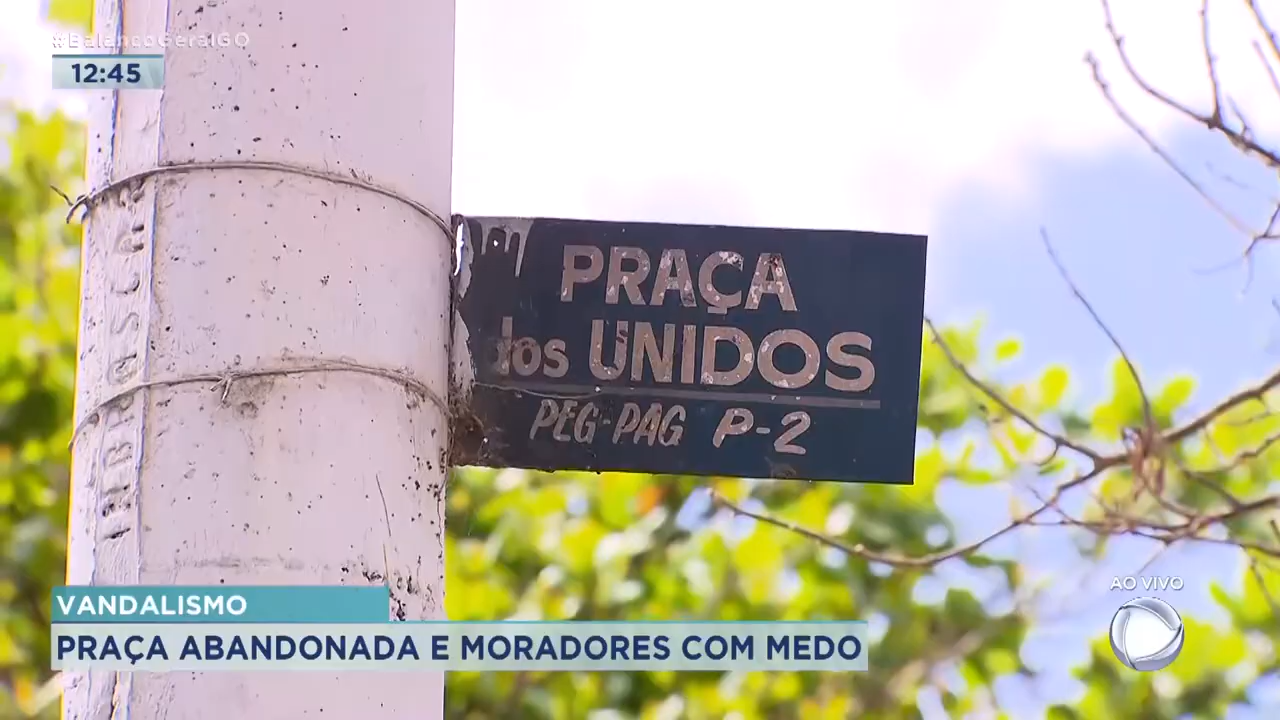 #BalançoGeralGO
12:45
PRAÇA
dos UNIDOS
PEG-PAG P-2
VANDALISMO
PRAÇA ABANDONADA E MORADORES COM MEDO
AO VIVO